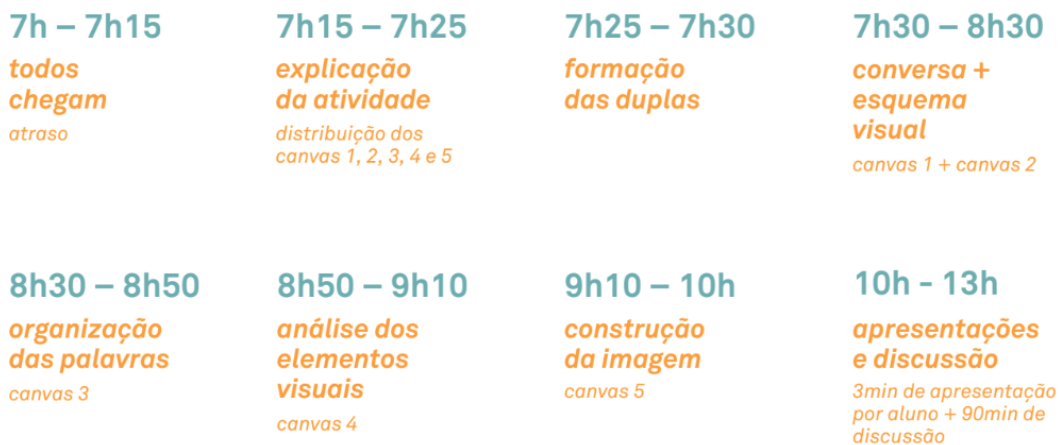 7h – 7h15
todos
chegam
atraso
7h15 – 7h25
explicação
da atividade
distribuição dos
canvas 1, 2, 3, 4 e 5
7h25 – 7h30
formação
das duplas
7h30 – 8h30
conversa +
esquema
visual
canvas 1 + canvas 2
8h30 – 8h50
organização
das palavras
canvas 3
8h50 – 9h10
análise dos
elementos
visuais
canvas 4
9h10 – 10h
construção
da imagem
canvas 5
10h - 13h
apresentações
e discussão
3min de apresentação
por aluno + 90min de
discussão